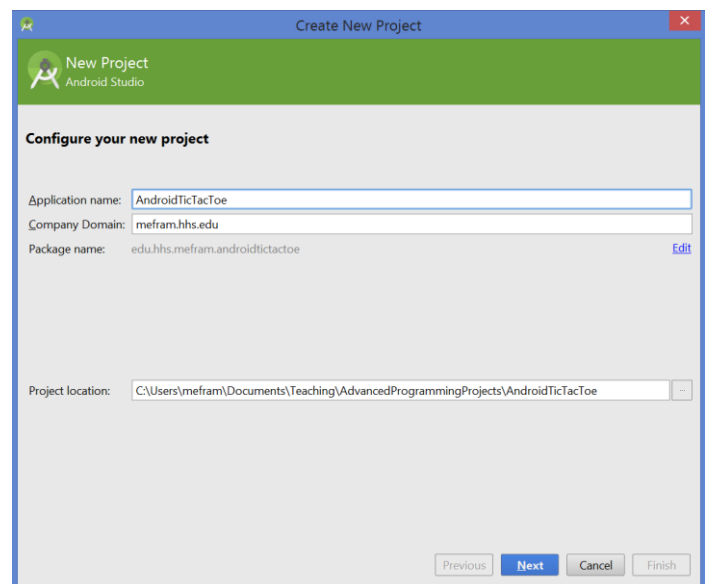 Create New Project
New Project
Android Studio
Configure your new project
Application name: AndroidTicTacToe
Company Domain: mefram.hhs.edu
Package name: edu.hhs.mefram.androidtictactoe Edit
Project location: C:\Users\mefram\Documents\Teaching\AdvancedProgrammingProjects\AndroidTicTacToe ...
Previous Next Cancel Finish